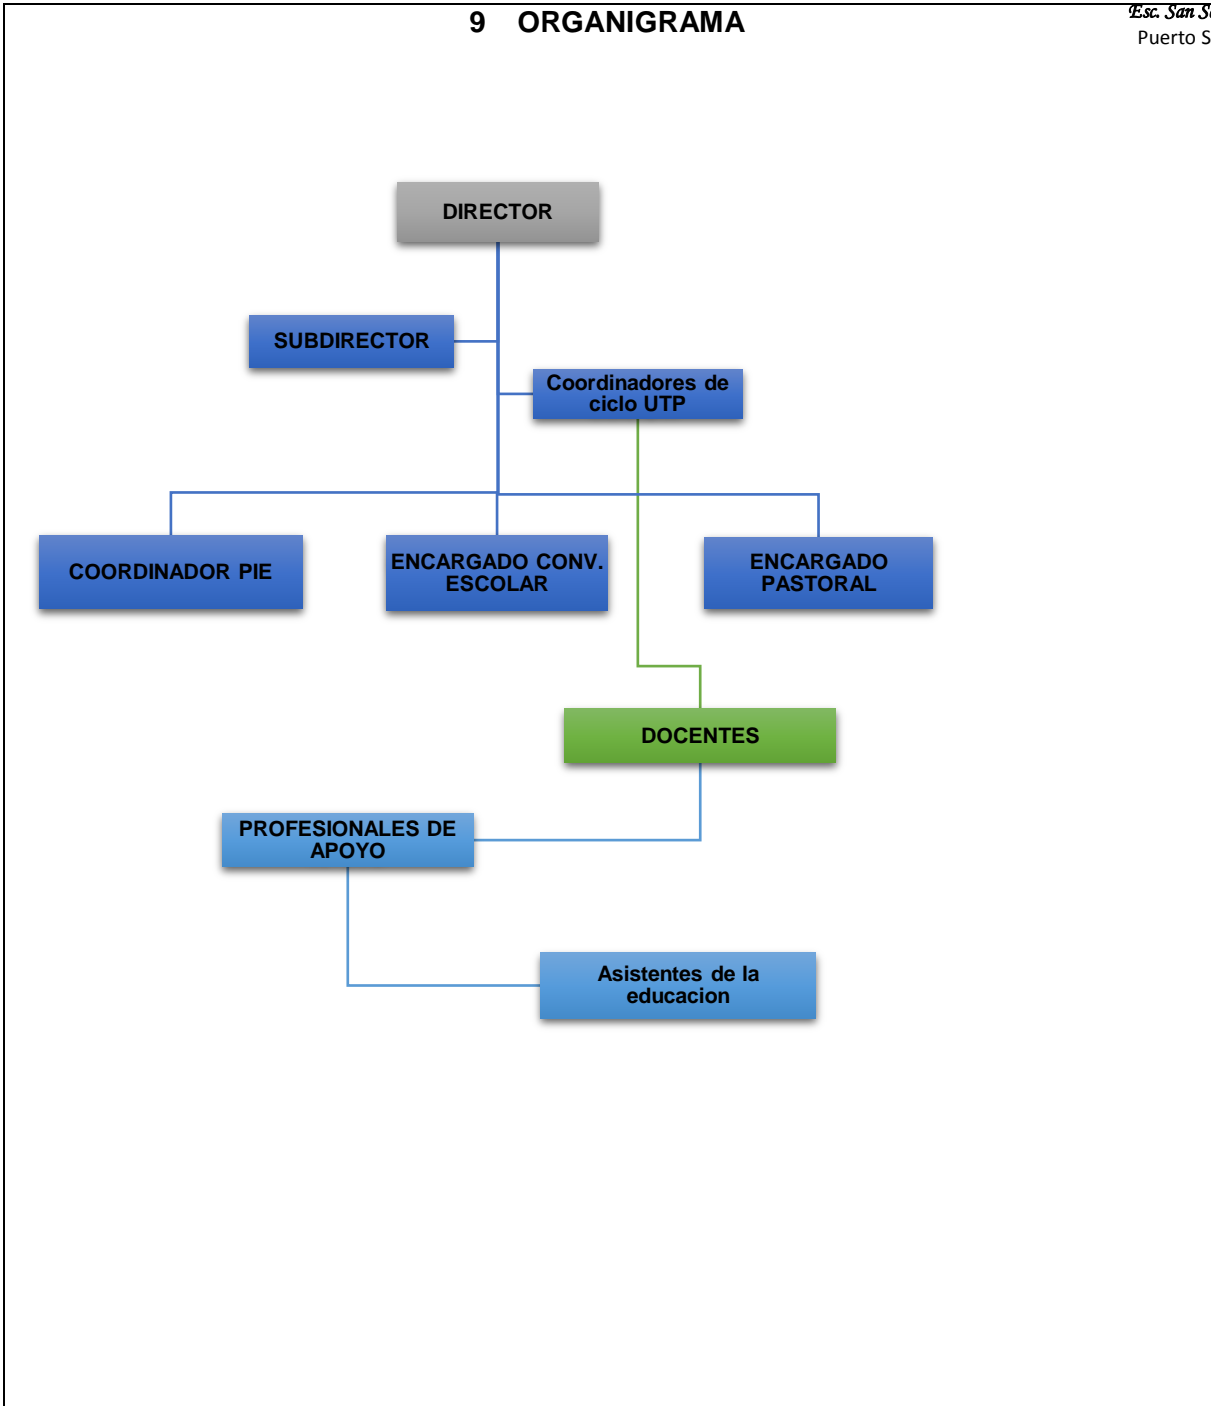 9 ORGANIGRAMA
Esc. San
Puerto
DIRECTOR
SUBDIRECTOR
Coordinadores de
ciclo UTP
COORDINADOR PIE
ENCARGADO CONV.
ESCOLAR
ENCARGADO
PASTORAL
DOCENTES
PROFESIONALES DE
APOYO
Asistentes de la
educacion